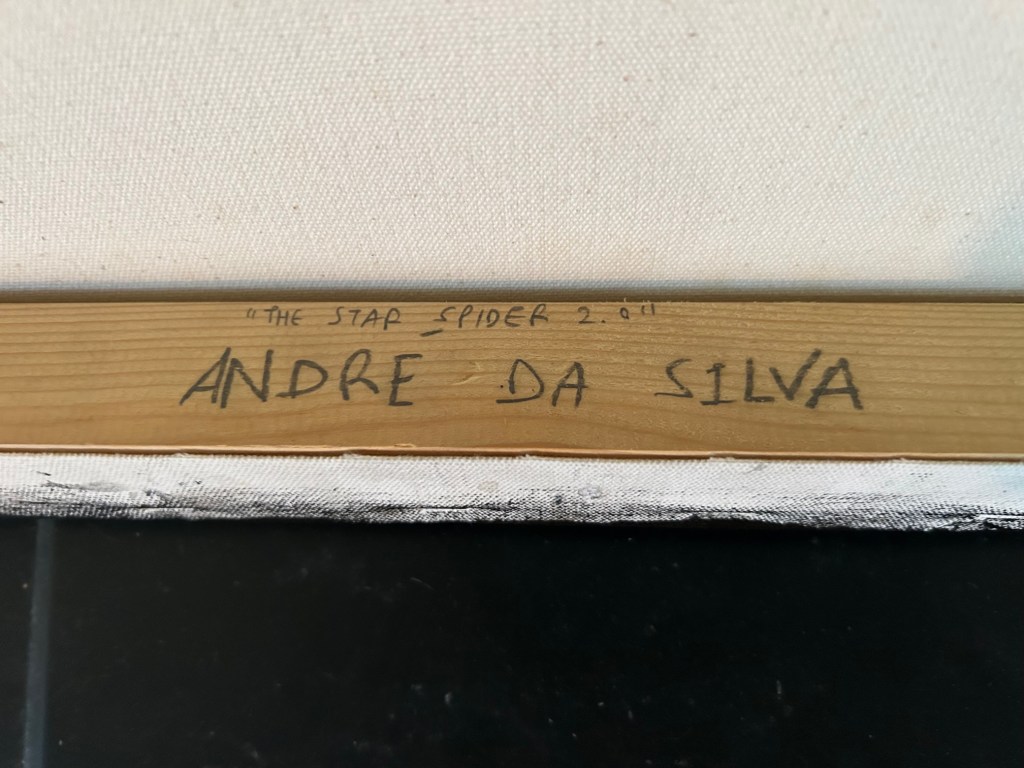 "THE STAR SPIDER 2.0"
ANDRE DA SILVA